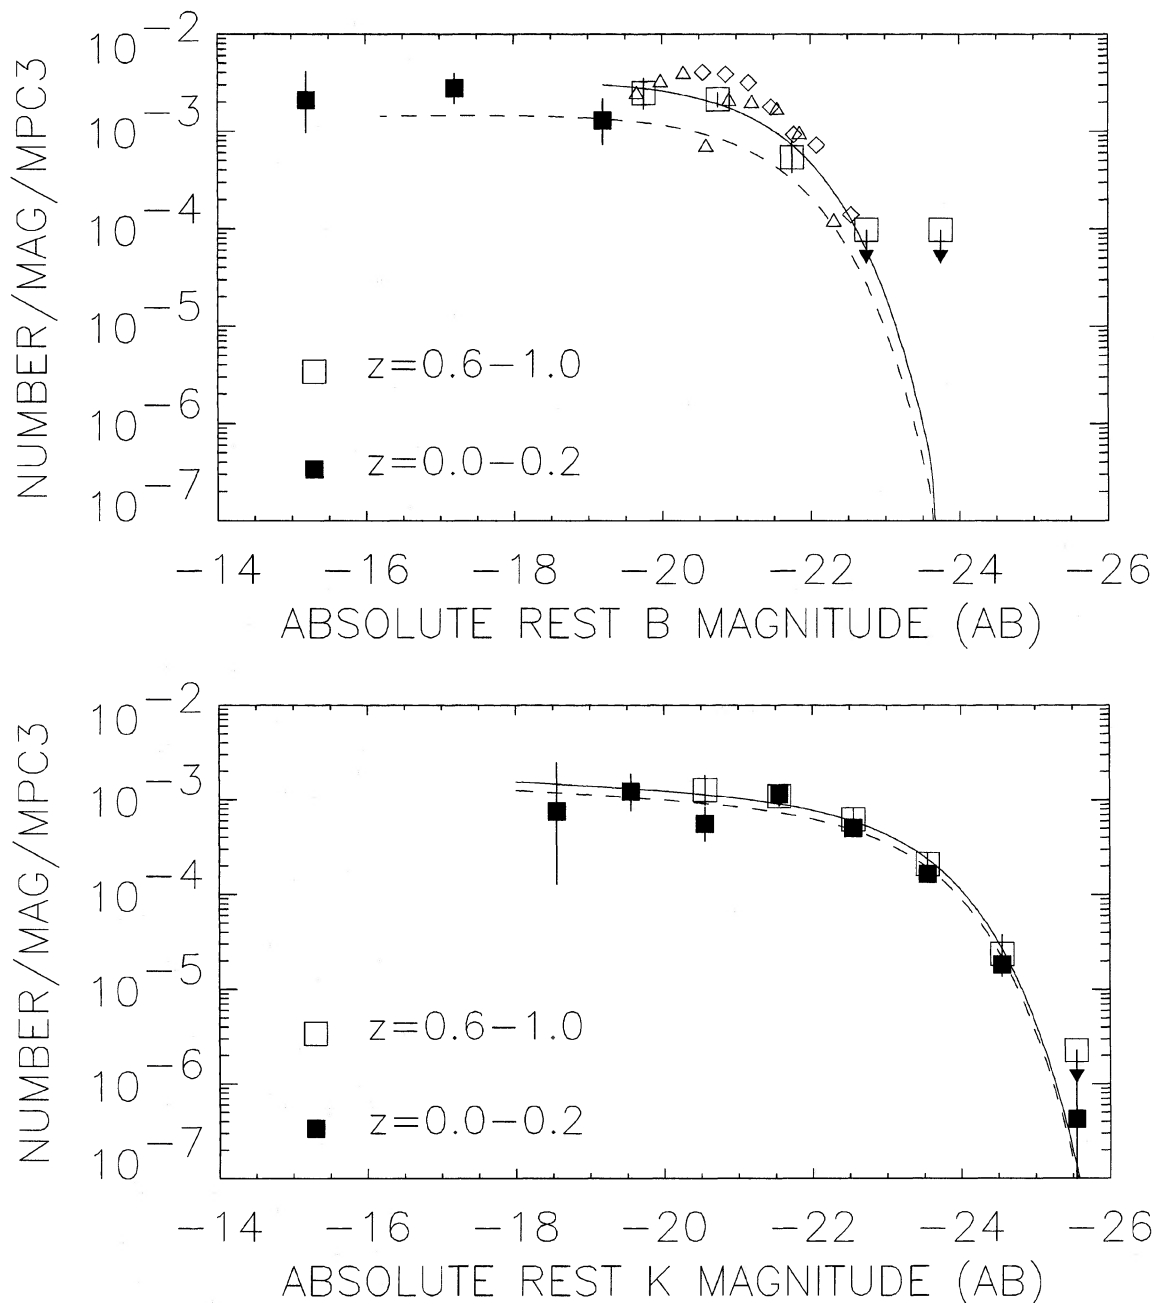 NUMBER/MAG/MPC3
10−2
10−3
10−4
10−5
10−6
10−7
z=0.6−1.0
z=0.0−0.2
−14 −16 −18 −20 −22 −24 −26
ABSOLUTE REST B MAGNITUDE (AB)
NUMBER/MAG/MPC3
10−2
10−3
10−4
10−5
10−6
10−7
z=0.6−1.0
z=0.0−0.2
−14 −16 −18 −20 −22 −24 −26
ABSOLUTE REST K MAGNITUDE (AB)